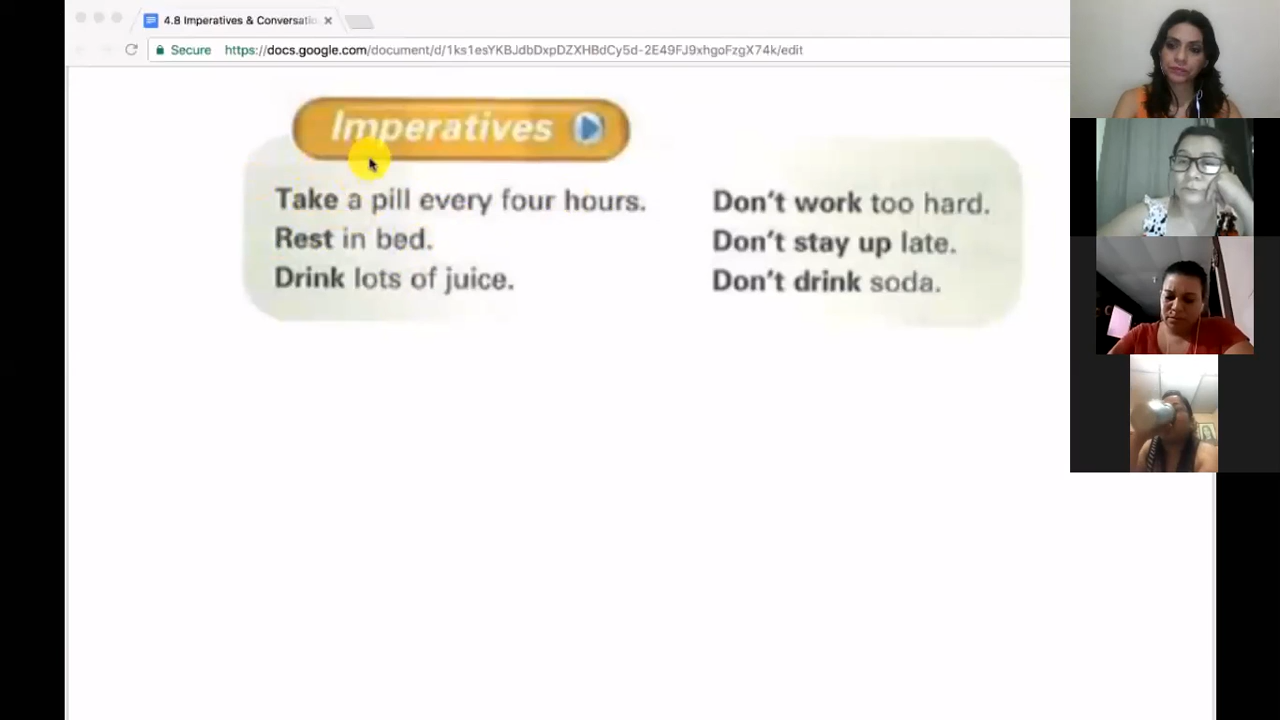 4.8 Imperatives & Conversatio
Secure https://docs.google.com/document/d/1ks1esYKBJdbDxpDZXHBdCy5d-2E49FJ9xhgoFzgX74k/edit
Imperatives
Take a pill every four hours.
Rest in bed.
Drink lots of juice.
Don't work too hard.
Don't stay up late.
Don't drink soda.